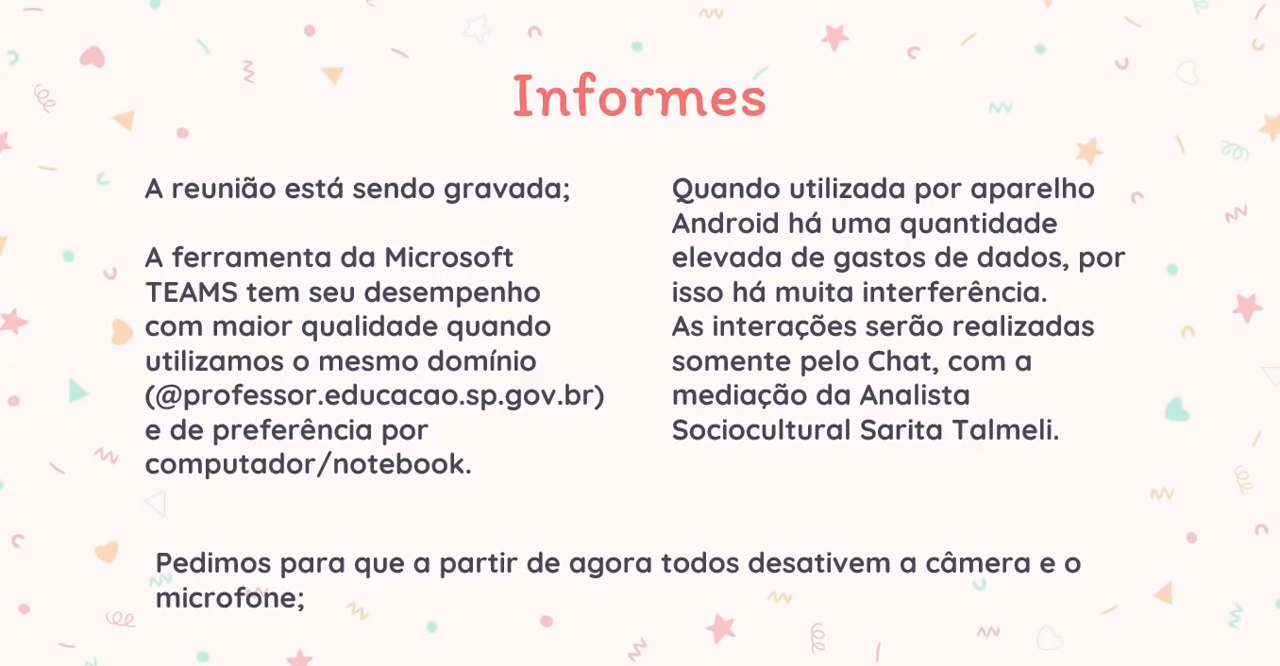 Informes
A reunião está sendo gravada;
A ferramenta da Microsoft
TEAMS tem seu desempenho
com maior qualidade quando
utilizamos o mesmo domínio
(@professor.educacao.sp.gov.br)
e de preferência por
computador/notebook.
Quando utilizada por aparelho
Android há uma quantidade
elevada de gastos de dados, por
isso há muita interferência.
As interações serão realizadas
somente pelo Chat, com a
mediação da Analista
Sociocultural Sarita Talmeli.
Pedimos para que a partir de agora todos desativem a câmera e o
microfone;